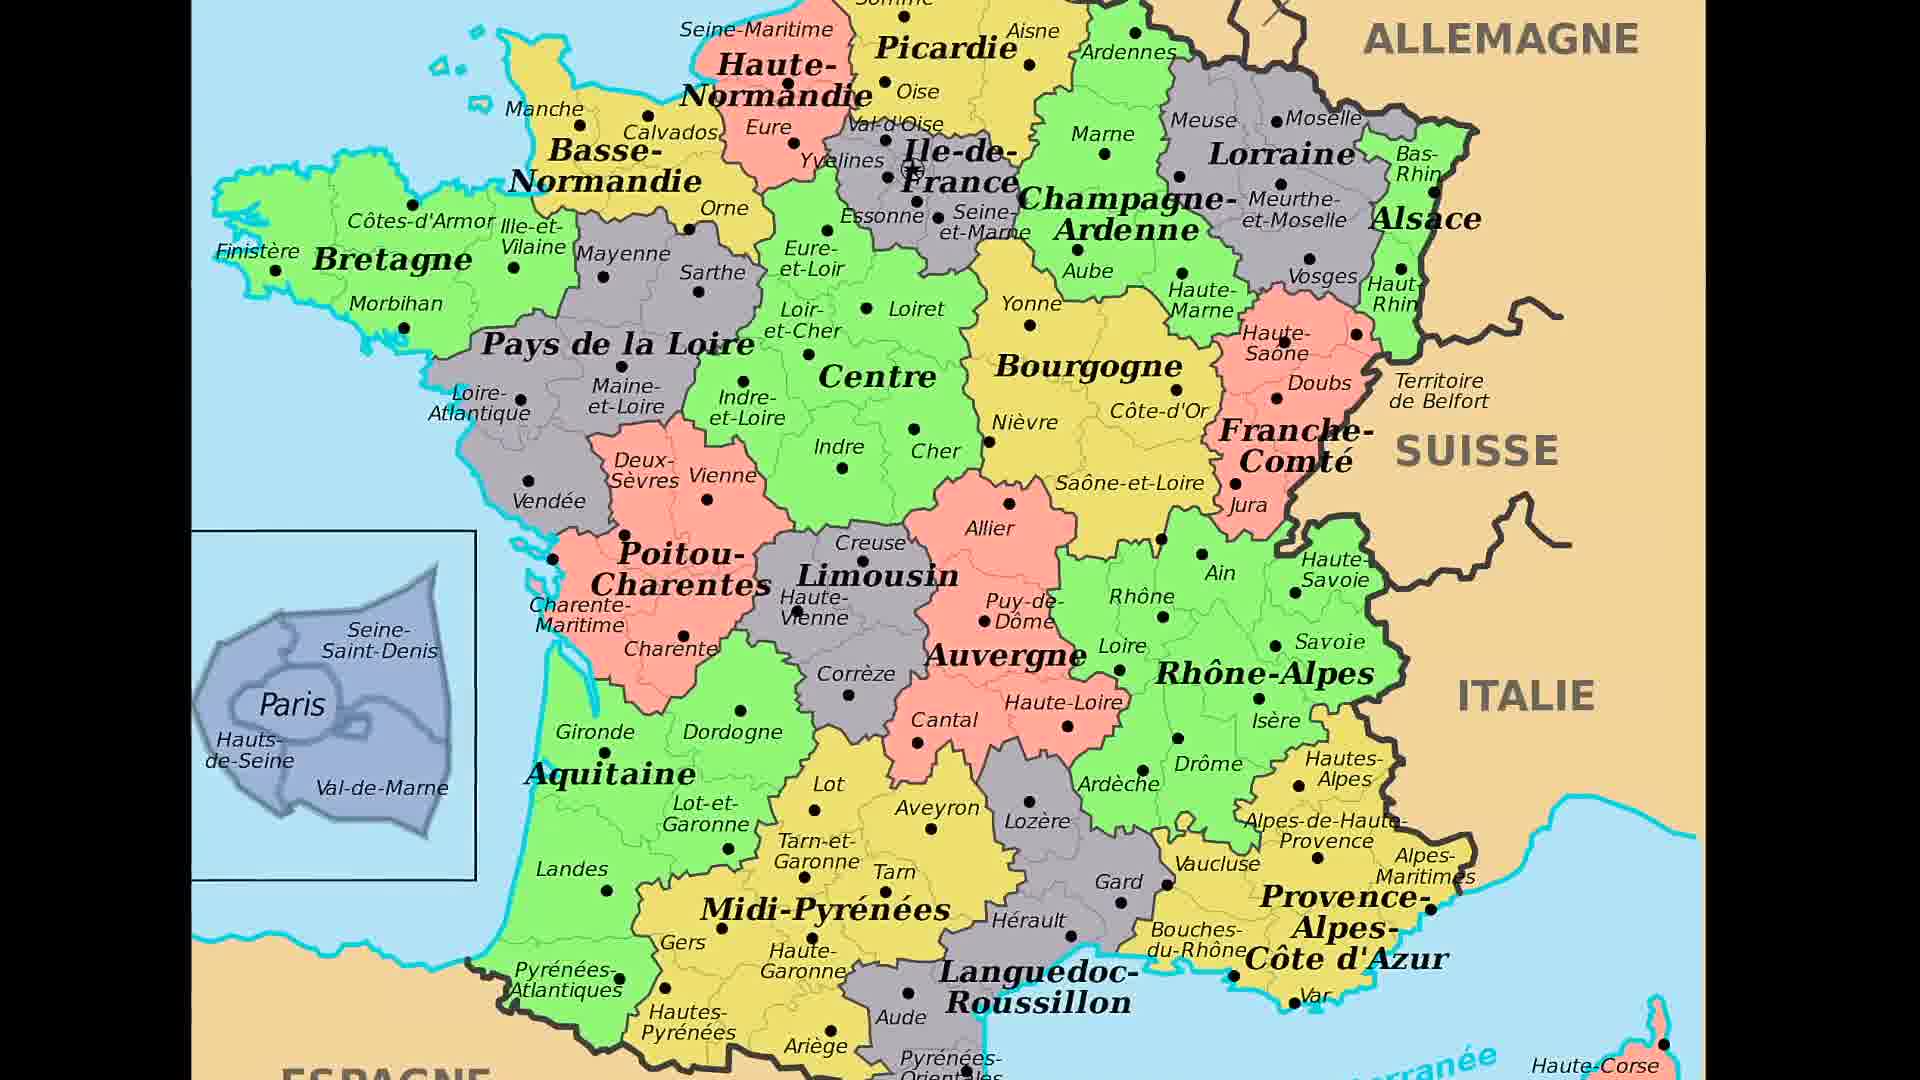 Somme
Seine-Maritime
Aisne
ALLEMAGNE
Picardie
Ardennes
Haute-
Normandie
Oise
Manche
Calvados
Eure
Val-d'Oise
Marne
Meuse
Moselle
Basse-
Normandie
Yvelines
Ile-de-
France
Lorraine
Bas-
Rhin
Orne
Essonne
Seine-
et-Marne
Champagne-
Ardenne
Meurthe-
et-Moselle
Alsace
Côtes-d'Armor
Ille-et-
Vilaine
Finistère
Bretagne
Mayenne
Sarthe
Eure-
et-Loir
Aube
Vosges
Haute-
Marne
Haut-
Rhin
Morbihan
Loir-
et-Cher
Loiret
Yonne
Pays de la Loire
Haute-
Saône
Centre
Bourgogne
Doubs
Territoire
de Belfort
Loire-
Atlantique
Maine-
et-Loire
Indre-
et-Loire
Côte-d'Or
Nièvre
Franche-
Comté
SUISSE
Indre
Cher
Deux-
Sèvres
Vienne
Saône-et-Loire
Vendée
Jura
Allier
Creuse
Poitou-
Charentes
Limousin
Ain
Haute-
Savoie
Haute-
Vienne
Puy-de-
Dôme
Rhône
Charente-
Maritime
Charente
Loire
Savoie
Auvergne
Rhône-Alpes
Corrèze
ITALIE
Seine-
Saint-Denis
Paris
Hauts-
de-Seine
Val-de-Marne
Haute-Loire
Cantal
Isère
Gironde
Dordogne
Aquitaine
Drôme
Hautes-
Alpes
Ardèche
Lot
Lot-et-
Garonne
Aveyron
Lozère
Alpes-de-Haute-
Provence
Tarn-et-
Garonne
Vaucluse
Alpes-
Maritimes
Landes
Tarn
Gard
Midi-Pyrénées
Hérault
Provence-
Alpes-
Côte d'Azur
Gers
Haute-
Garonne
Bouches-
du-Rhône
Pyrénées-
Atlantiques
Languedoc-
Roussillon
Var
Hautes-
Pyrénées
Aude
Ariège
Pyrénées-
Orientales
Haute-Corse
ESPAGNE